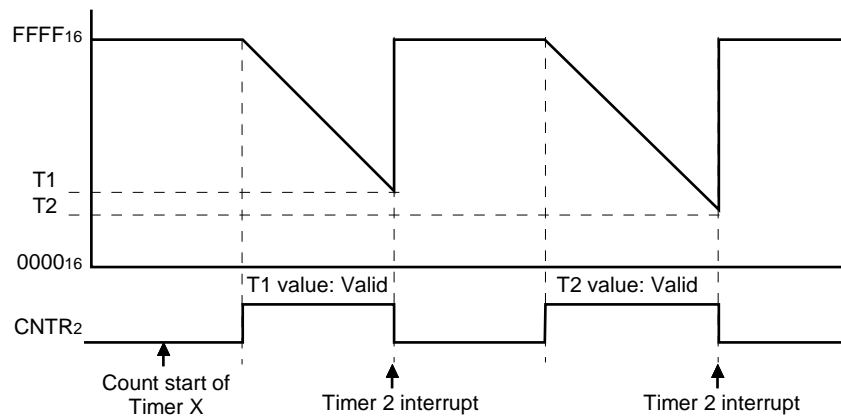 FFFF16
T1
T2
000016
T1 value: Valid
T2 value: Valid
CNTR2
Count start of
Timer X
Timer 2 interrupt
Timer 2 interrupt